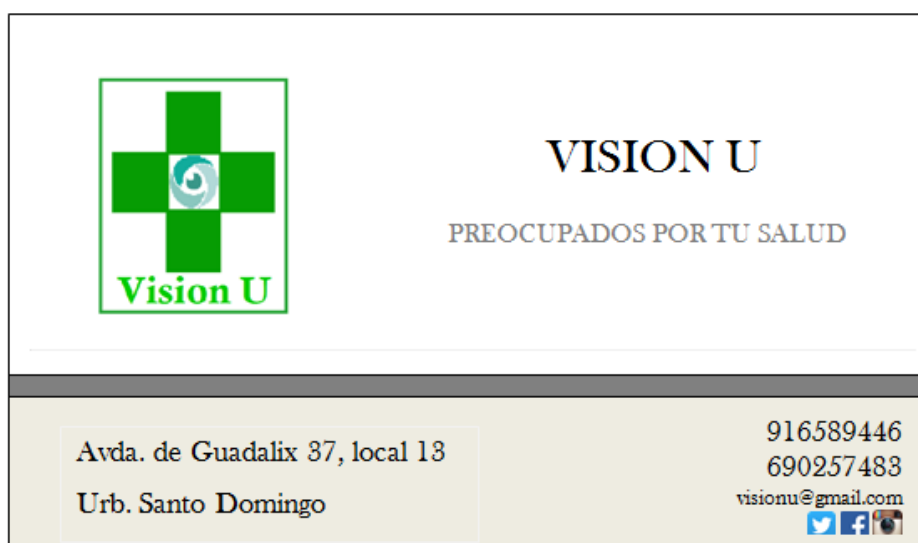 Vision U
VISION U
PREOCUPADOS POR TU SALUD
Avda. de Guadalix 37, local 13
Urb. Santo Domingo
916589446
690257483
visionu@gmail.com